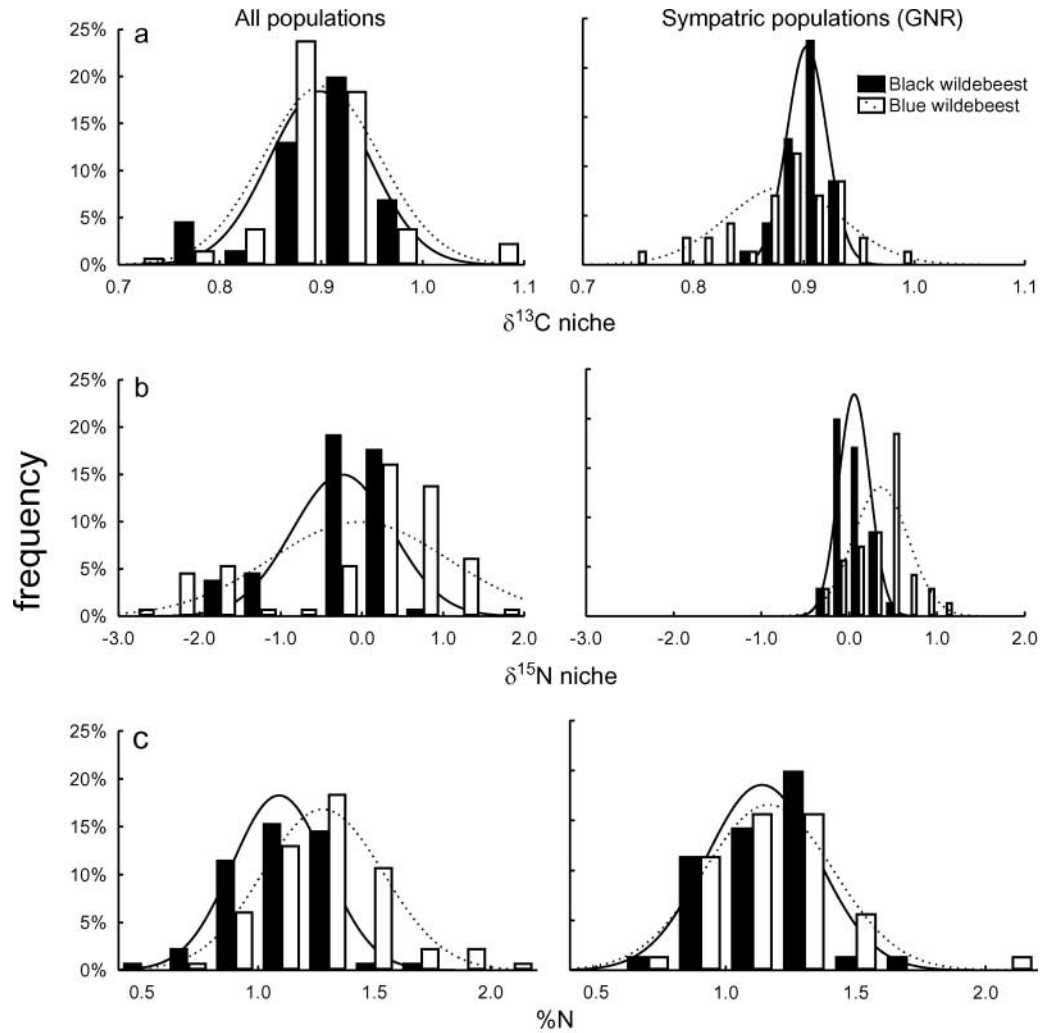 All populations
Sympatric populations (GNR)
a
25%
20%
15%
10%
5%
0%
Black wildebeest
Blue wildebeest
0.7 0.8 0.9 1.0 1.1
0.7 0.8 0.9 1.0 1.1
δ¹³C niche
b
25%
20%
15%
10%
5%
0%
-3.0 -2.0 -1.0 0.0 1.0 2.0
-3.0 -2.0 -1.0 0.0 1.0 2.0
δ¹⁵N niche
frequency
c
25%
20%
15%
10%
5%
0%
0.5 1.0 1.5 2.0
0.5 1.0 1.5 2.0
%N